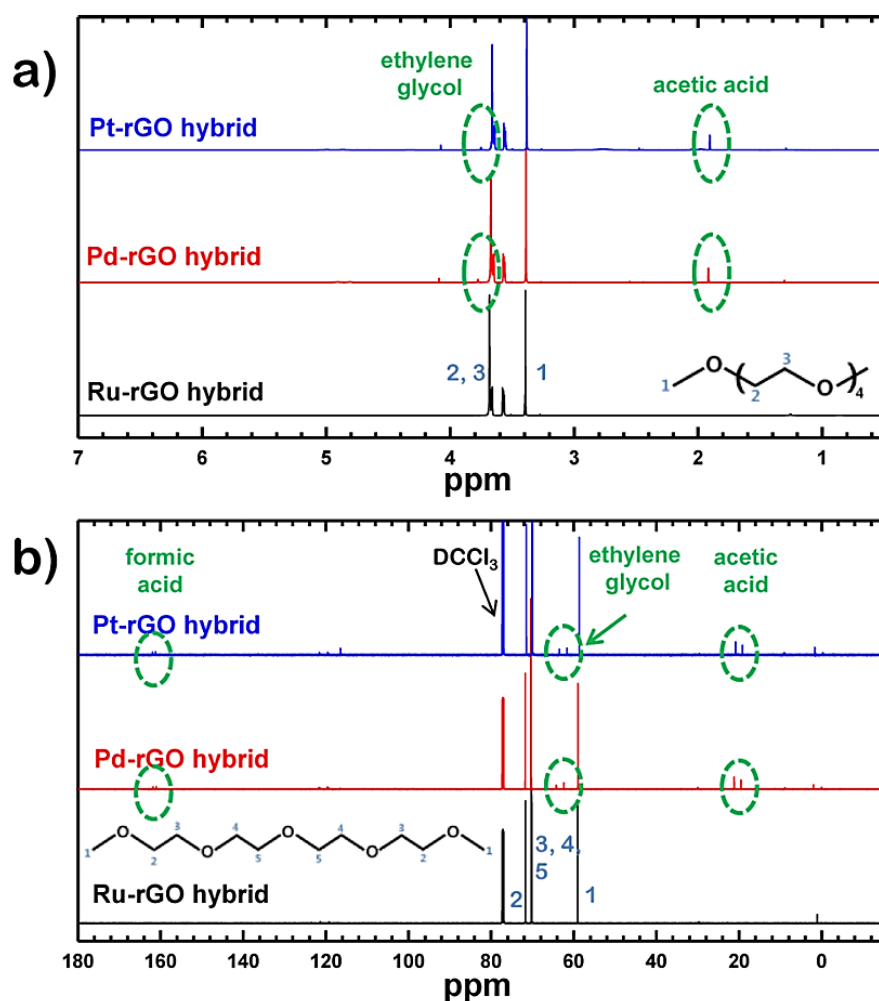 a)
ethylene
glycol
acetic acid
Pt-rGO hybrid
Pd-rGO hybrid
Ru-rGO hybrid
2, 3
1
1
O
2
3
O
4
7 6 5 4 3 2 1
ppm
b)
formic
acid
DCCl3
ethylene
glycol
acetic
acid
Pt-rGO hybrid
Pd-rGO hybrid
1 O 2 3 O 4 5 O 5 4 O 3 2 O 1
Ru-rGO hybrid
2
3, 4,
5
1
180 160 140 120 100 80 60 40 20 0
ppm